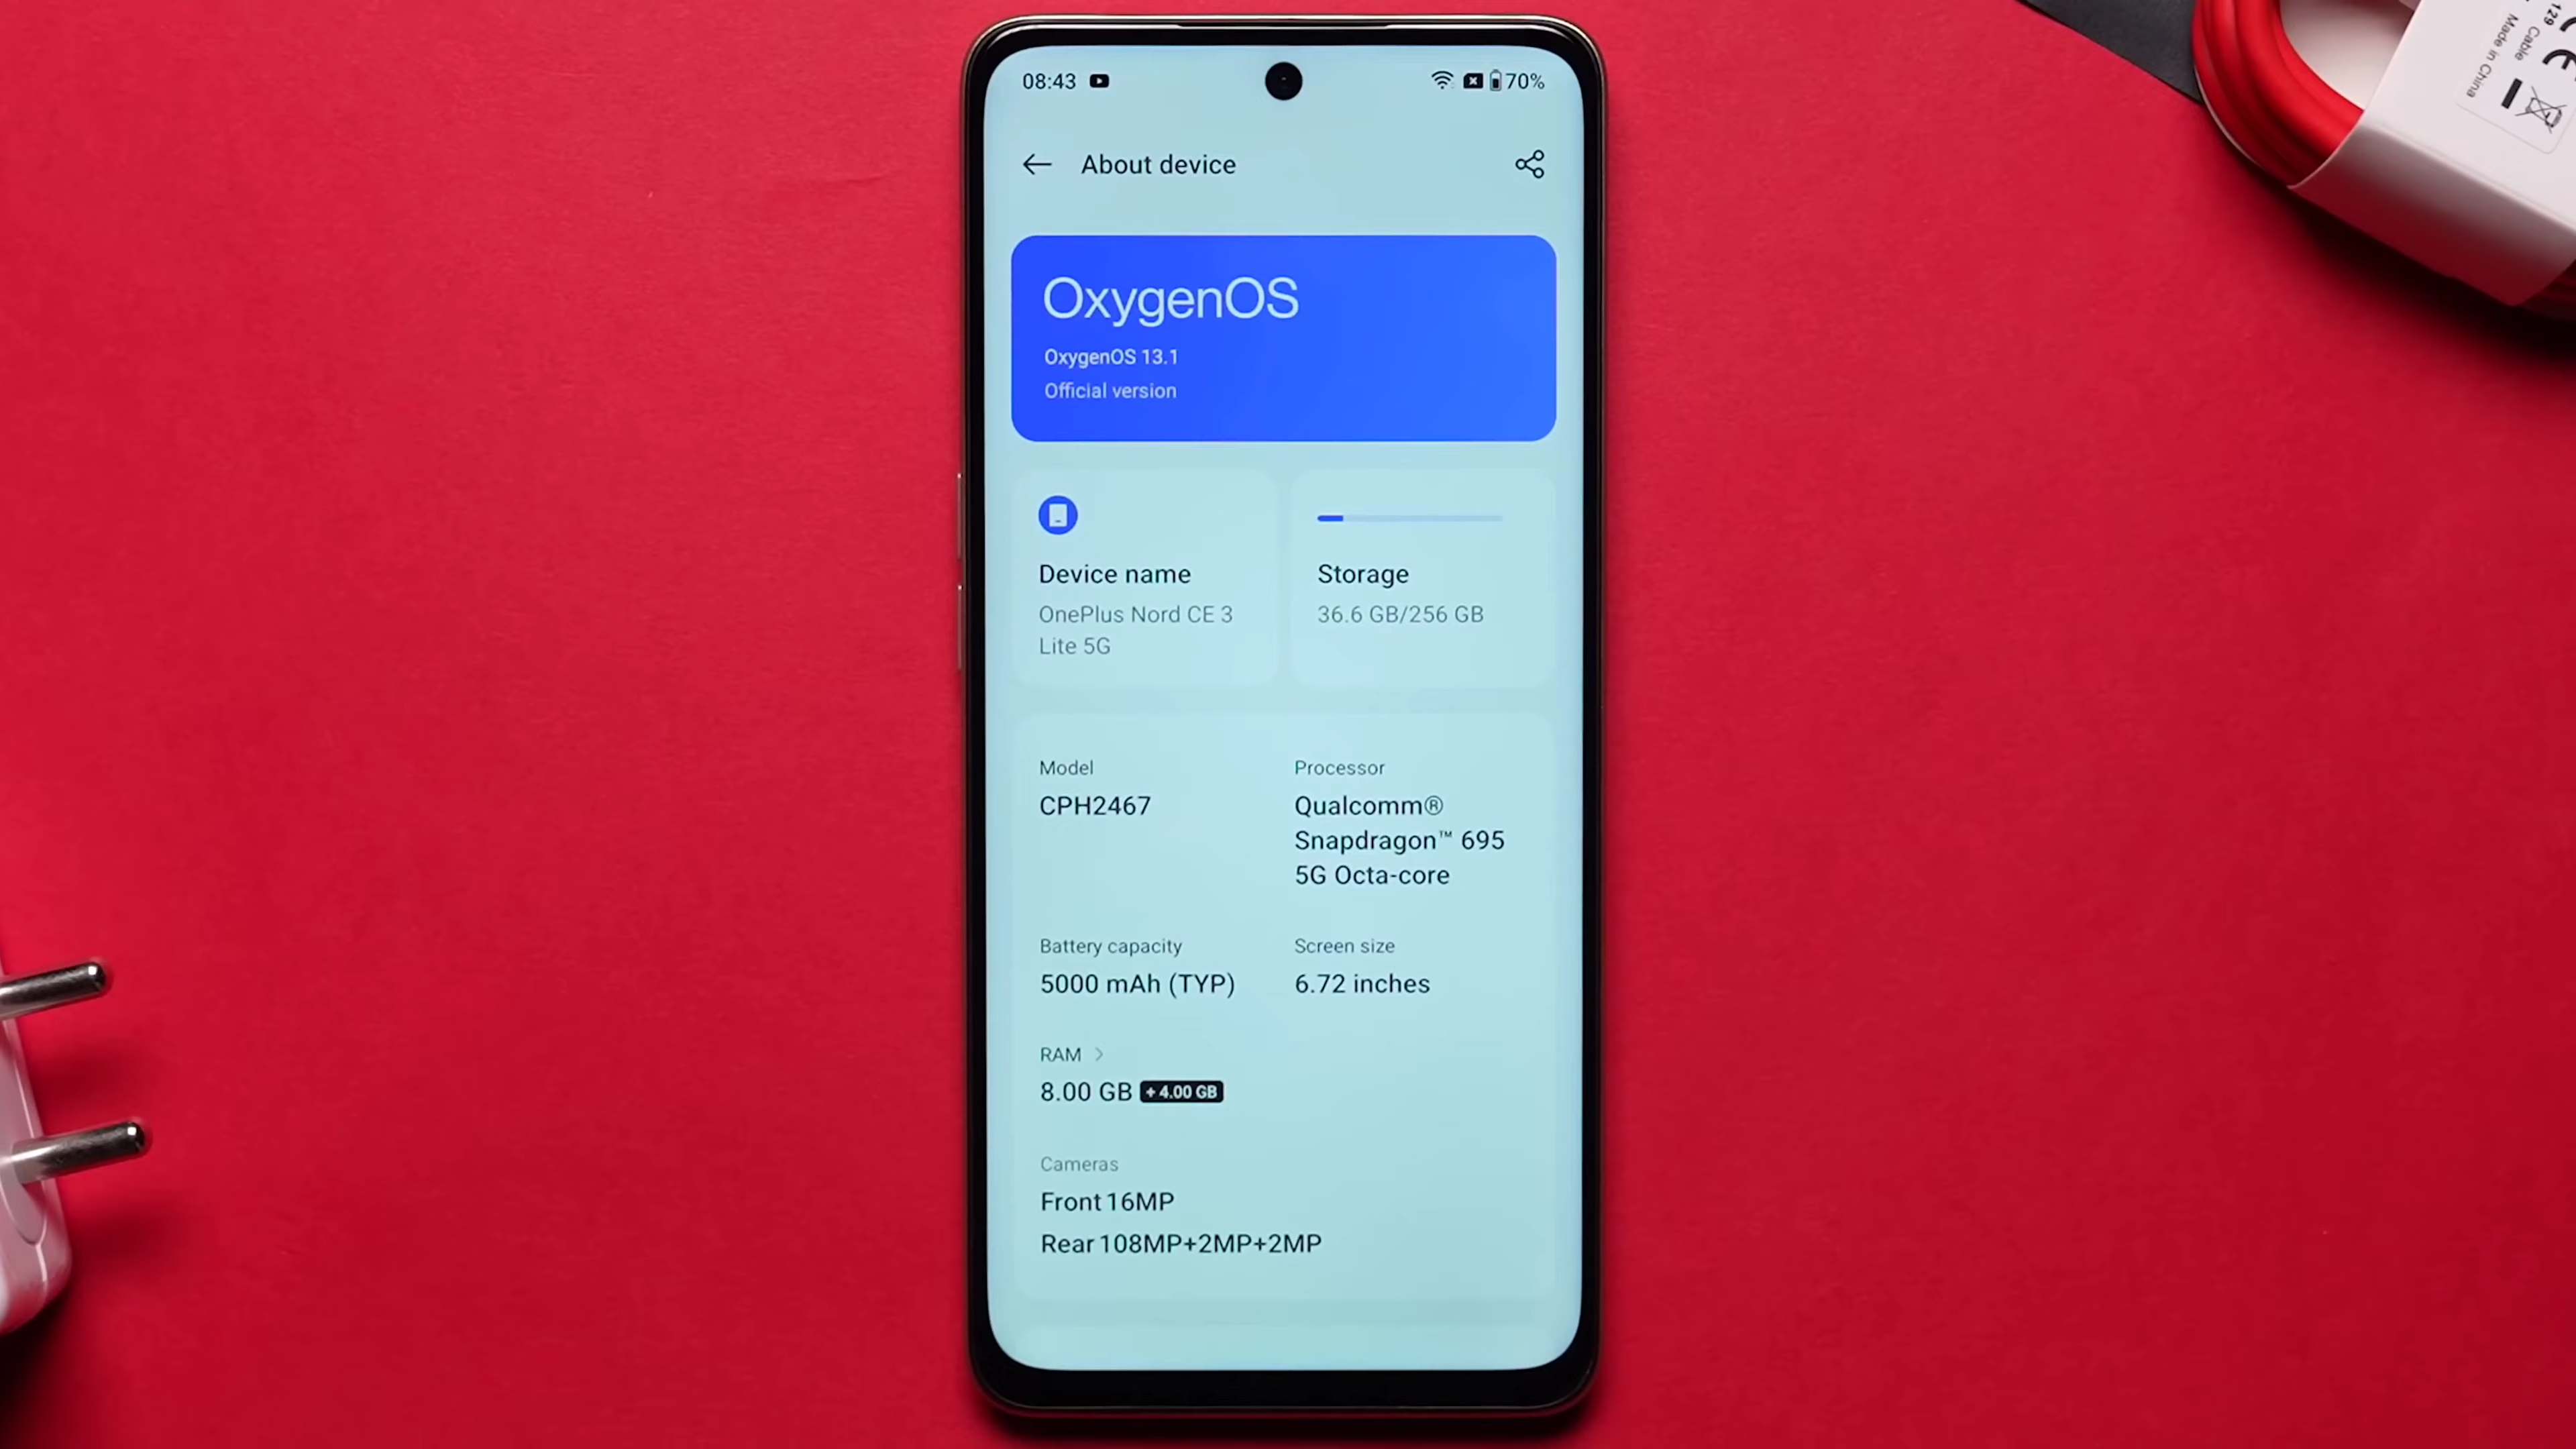 08:43
70%
About device
OxygenOS
OxygenOS 13.1
Official version
Device name
OnePlus Nord CE 3
Lite 5G
Storage
36.6 GB/256 GB
Model
CPH2467
Processor
Qualcomm®
Snapdragon™ 695
5G Octa-core
Battery capacity
5000 mAh (TYP)
Screen size
6.72 inches
RAM
8.00 GB + 4.00 GB
Cameras
Front 16MP
Rear 108MP+2MP+2MP
129
Cable
Made in China
CE